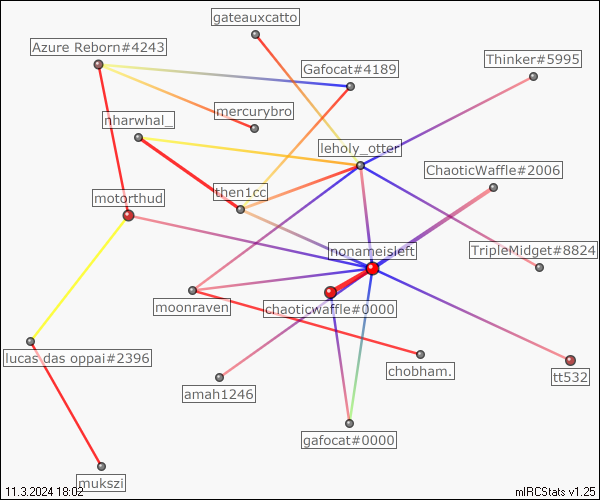 gateauxcatto
Azure Reborn#4243
Thinker#5995
Gafocat#4189
mercurybro
nharwhal_
leholy_otter
ChaoticWaffle#2006
motorthud
then1cc
nonameisleft
TripleMidget#8824
moonraven
chaoticwaffle#0000
lucas das oppai#2396
chobham.
tt532
amah1246
gafocat#0000
mukszi
11.3.2024 18:02
mIRCStats v1.25